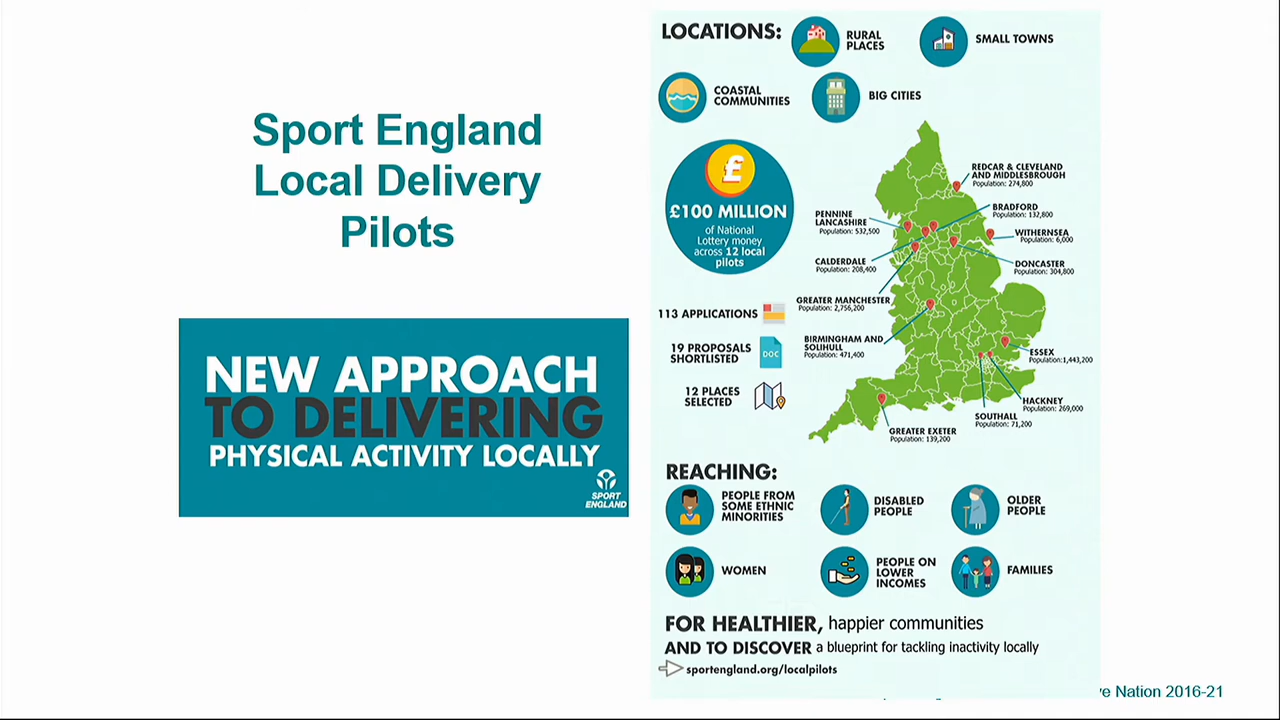 Sport England
Local Delivery
Pilots
NEW APPROACH
TO DELIVERING
PHYSICAL ACTIVITY LOCALLY
SPORT
ENGLAND
LOCATIONS:
RURAL
PLACES
SMALL TOWNS
COASTAL
COMMUNITIES
BIG CITIES
£
£100 MILLION
of National
Lottery money
across 12 local
pilots
113 APPLICATIONS
19 PROPOSALS
SHORTLISTED
DOC
12 PLACES
SELECTED
REDCAR & CLEVELAND
AND MIDDLESBROUGH
Population: 274,800
BRADFORD
Population: 132,800
PENNINE
LANCASHIRE
Population: 532,500
WITHERNSEA
Population: 6,000
CALDERDALE
Population: 208,400
DONCASTER
Population: 304,800
GREATER MANCHESTER
Population: 2,756,200
BIRMINGHAM AND
SOLIHULL
Population: 471,400
ESSEX
Population:1,443,200
HACKNEY
Population: 269,000
SOUTHALL
Population: 71,200
GREATER EXETER
Population: 139,200
REACHING:
PEOPLE FROM
SOME ETHNIC
MINORITIES
DISABLED
PEOPLE
OLDER
PEOPLE
WOMEN
PEOPLE ON
LOWER
INCOMES
FAMILIES
FOR HEALTHIER, happier communities
AND TO DISCOVER a blueprint for tackling inactivity locally
sportengland.org/localpilots
Nation 2016-21